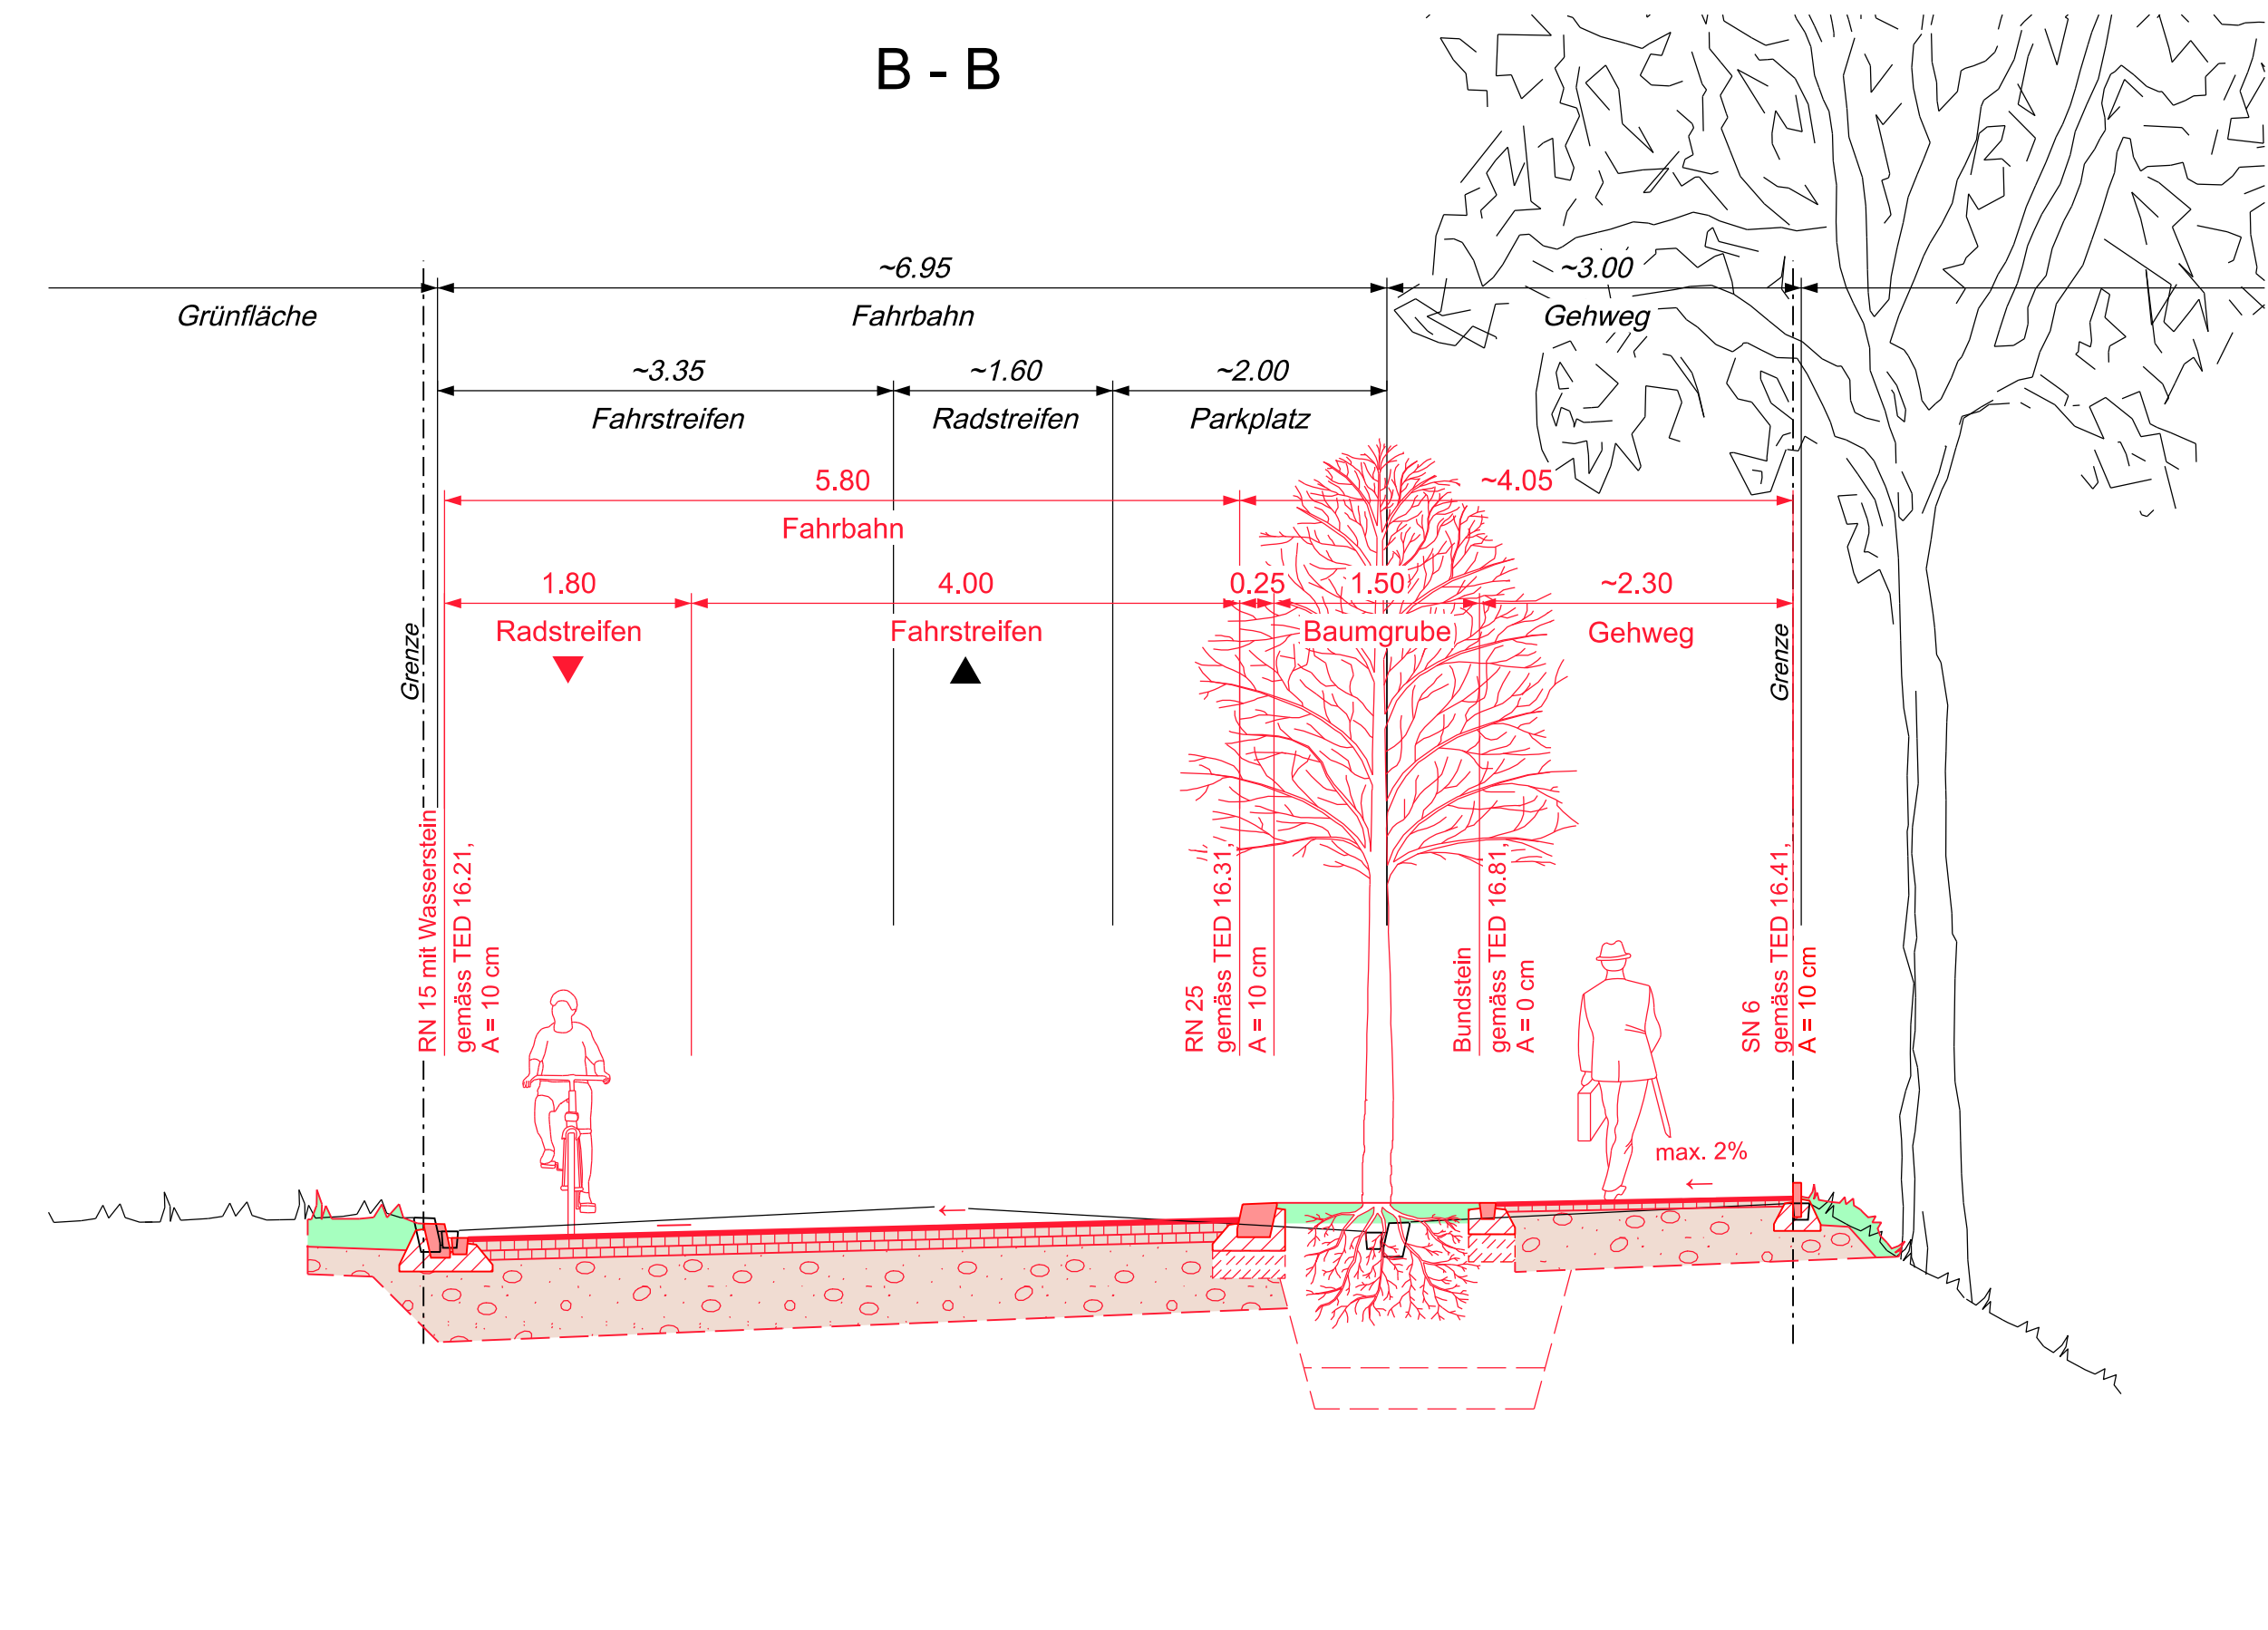 B - B
~6.95
~3.00
Grünfläche
Fahrbahn
Gehweg
~3.35
~1.60
~2.00
Fahrstreifen
Radstreifen
Parkplatz
5.80
~4.05
Fahrbahn
1.80
4.00
0.25
1.50
~2.30
Radstreifen
Fahrstreifen
Baumgrube
Gehweg
Grenze
Grenze
RN 15 mit Wasserstein
gemäss TED 16.21,
A = 10 cm
RN 25
gemäss TED 16.31,
A = 10 cm
Bundstein
gemäss TED 16.81,
A = 0 cm
SN 6
gemäss TED 16.41,
A = 10 cm
max. 2%